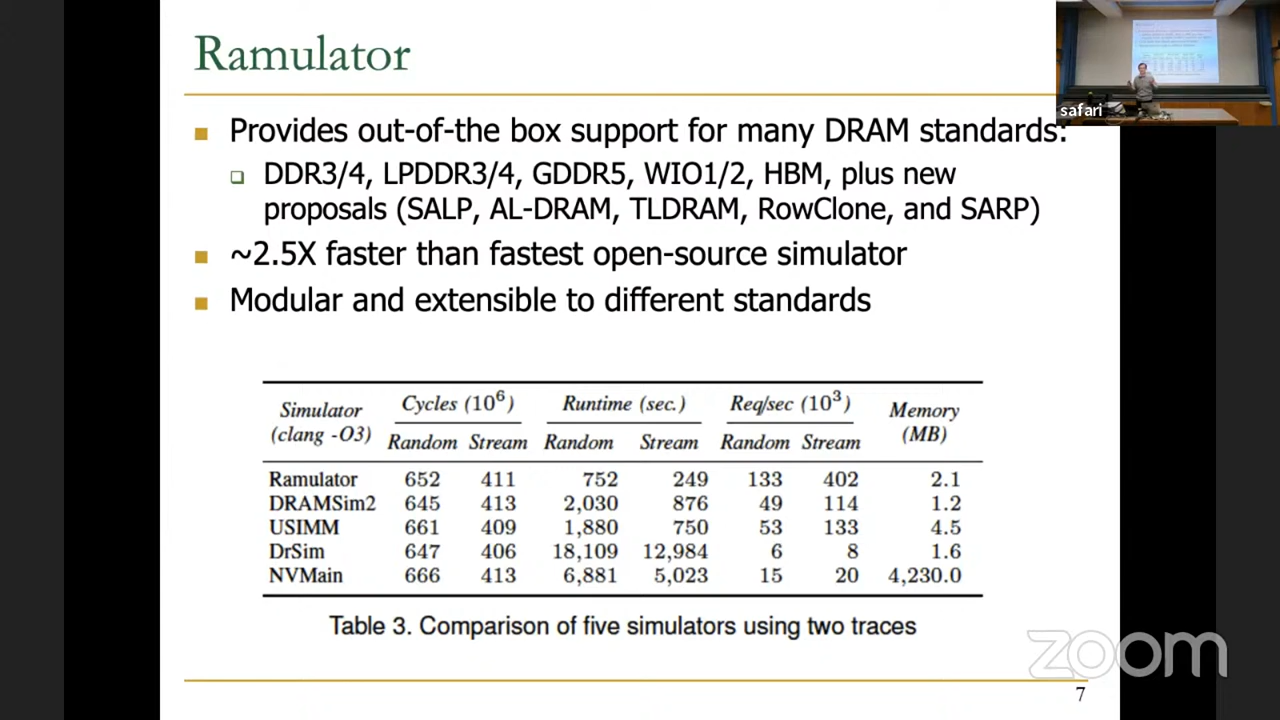 Ramulator
safari
Provides out-of-the box support for many DRAM standards:
DDR3/4, LPDDR3/4, GDDR5, WIO1/2, HBM, plus new
proposals (SALP, AL-DRAM, TLDRAM, RowClone, and SARP)
~2.5X faster than fastest open-source simulator
Modular and extensible to different standards
Simulator (clang -O3) Cycles (10^6) Runtime (sec.) Req/sec (10^3) Memory (MB)
Random Stream Random Stream Random Stream
Ramulator 652 411 752 249 133 402 2.1
DRAMSim2 645 413 2,030 876 49 114 1.2
USIMM 661 409 1,880 750 53 133 4.5
DrSim 647 406 18,109 12,984 6 8 1.6
NVMain 666 413 6,881 5,023 15 20 4,230.0
Table 3. Comparison of five simulators using two traces
zoom
7